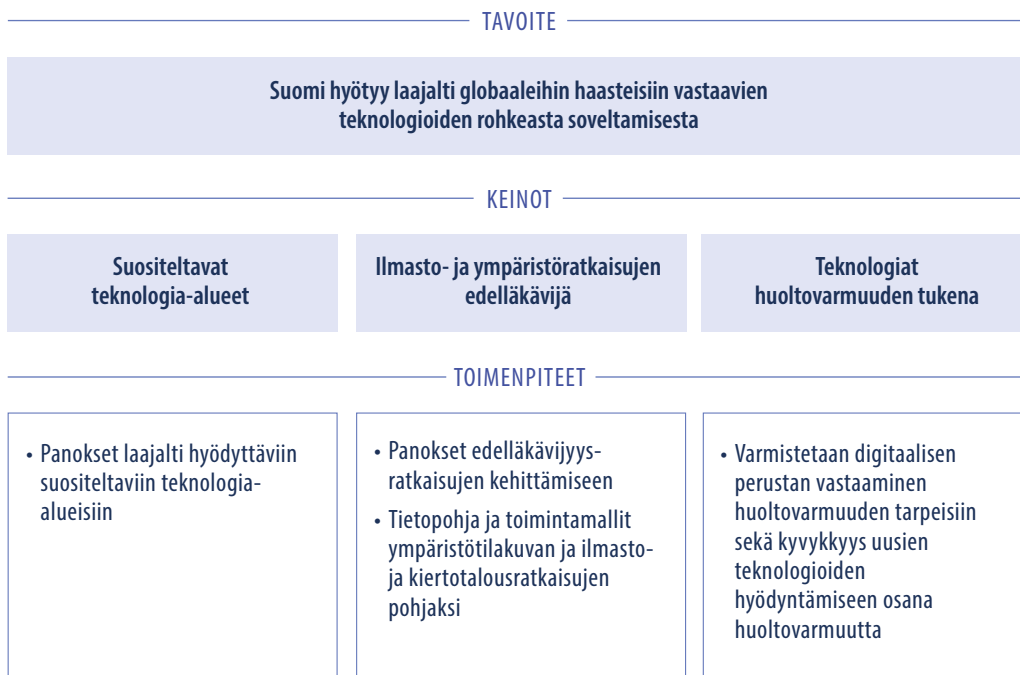 TAVOITE
Suomi hyötyy laajalti globaaleihin haasteisiin vastaavien
teknologioiden rohkeasta soveltamisesta
KEINOT
Suositeltavat
teknologia-alueet
Ilmasto- ja ympäristöratkaisujen
edelläkävijä
Teknologiat
huoltovarmuuden tukena
TOIMENPITEET
• Panokset laajalti hyödyttäviin
suositeltaviin teknologia-
alueisiin
• Panokset edelläkävijyys-
ratkaisujen kehittämiseen
• Tietopohja ja toimintamallit
ympäristötilakuvan ja ilmasto-
ja kiertotalousratkaisujen
pohjaksi
• Varmistetaan digitaalisen
perustan vastaaminen
huoltovarmuuden tarpeisiin
sekä kyvykkyys uusien
teknologioiden
hyödyntämiseen osana
huoltovarmuutta